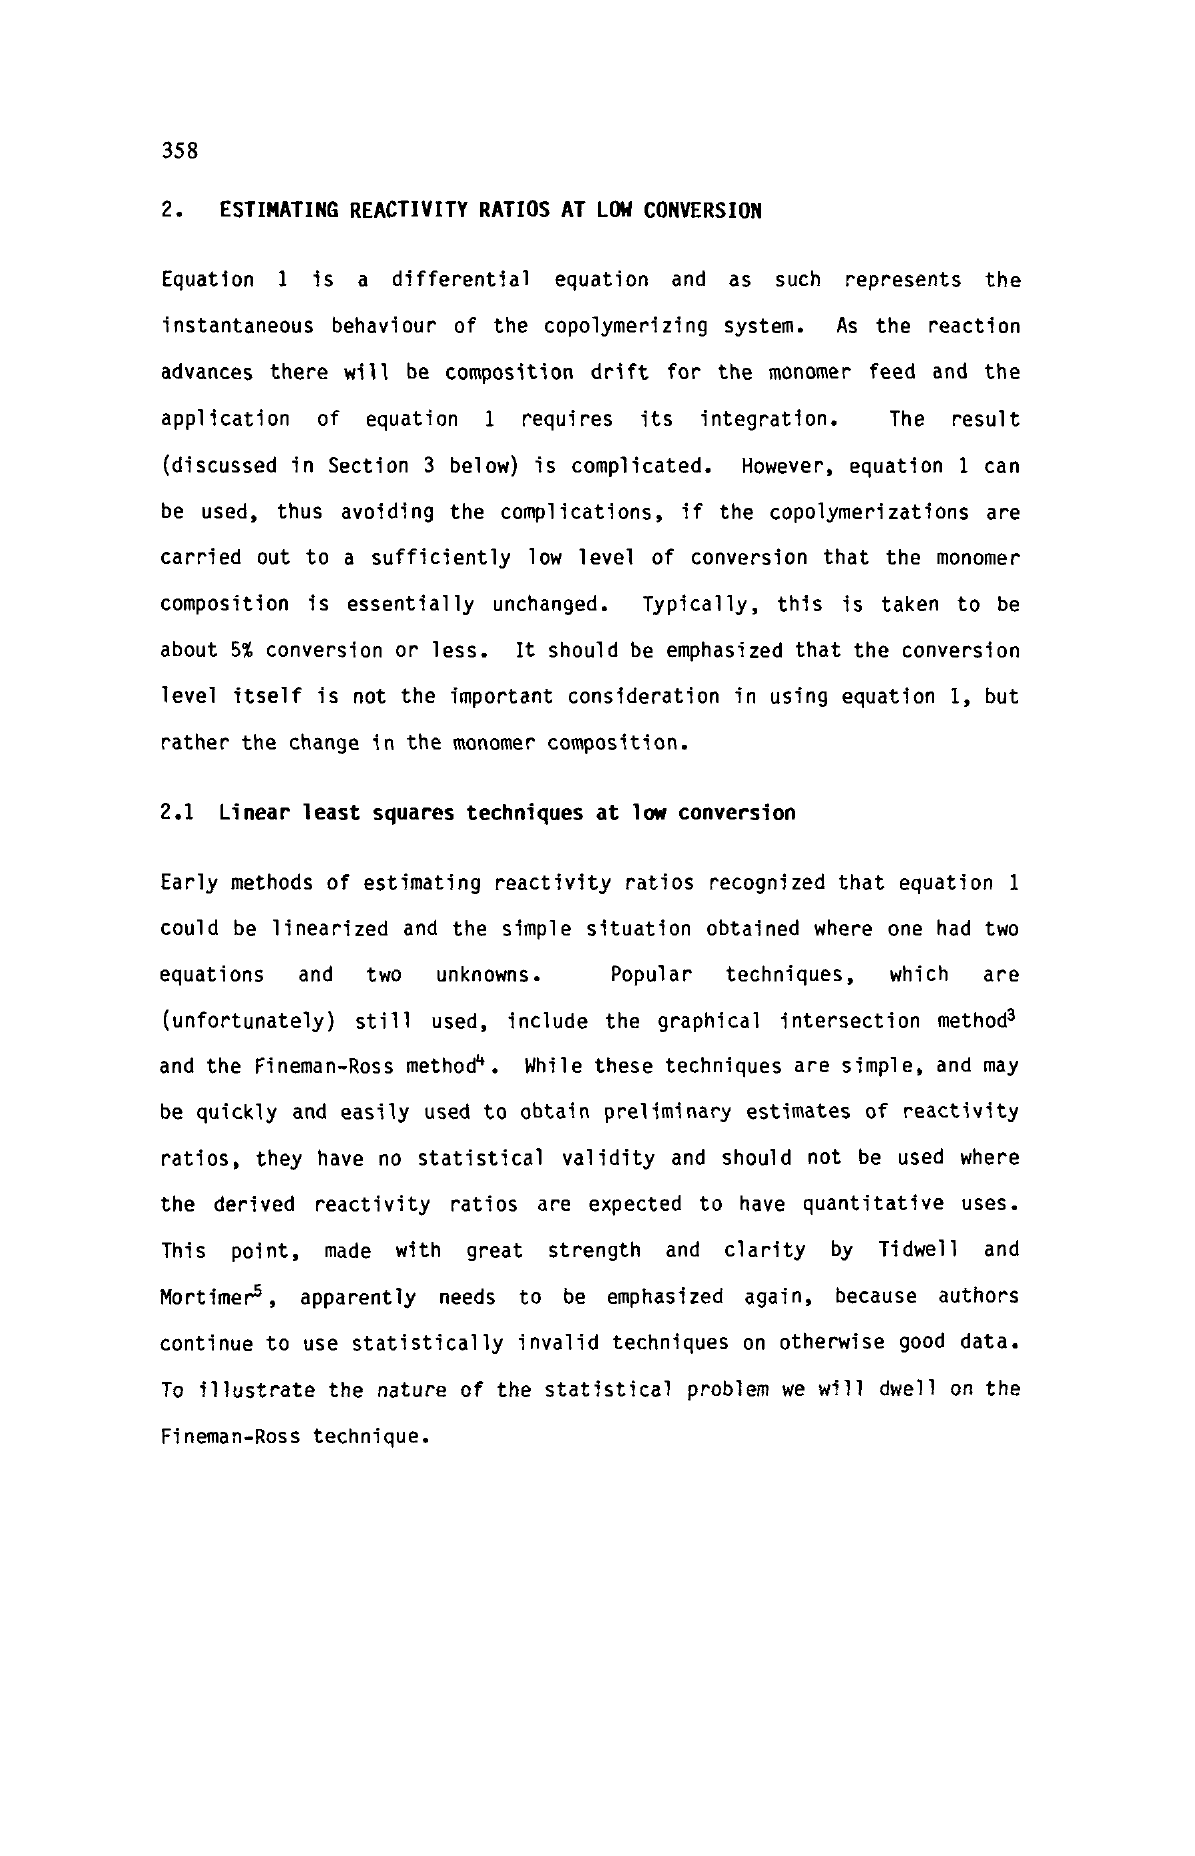 358
2. ESTIMATING REACTIVITY RATIOS AT LOW CONVERSION
Equation 1 is a differential equation and as such represents the
instantaneous behaviour of the copolymerizing system. As the reaction
advances there will be composition drift for the monomer feed and the
application of equation 1 requires its integration. The result
(discussed in Section 3 below) is complicated. However, equation 1 can
be used, thus avoiding the complications, if the copolymerizations are
carried out to a sufficiently low level of conversion that the monomer
composition is essentially unchanged. Typically, this is taken to be
about 5% conversion or less. It should be emphasized that the conversion
level itself is not the important consideration in using equation 1, but
rather the change in the monomer composition.
2.1 Linear least squares techniques at low conversion
Early methods of estimating reactivity ratios recognized that equation 1
could be linearized and the simple situation obtained where one had two
equations and two unknowns. Popular techniques, which are
(unfortunately) still used, include the graphical intersection method³
and the Fineman-Ross method⁴. While these techniques are simple, and may
be quickly and easily used to obtain preliminary estimates of reactivity
ratios, they have no statistical validity and should not be used where
the derived reactivity ratios are expected to have quantitative uses.
This point, made with great strength and clarity by Tidwell and
Mortimer⁵, apparently needs to be emphasized again, because authors
continue to use statistically invalid techniques on otherwise good data.
To illustrate the nature of the statistical problem we will dwell on the
Fineman-Ross technique.